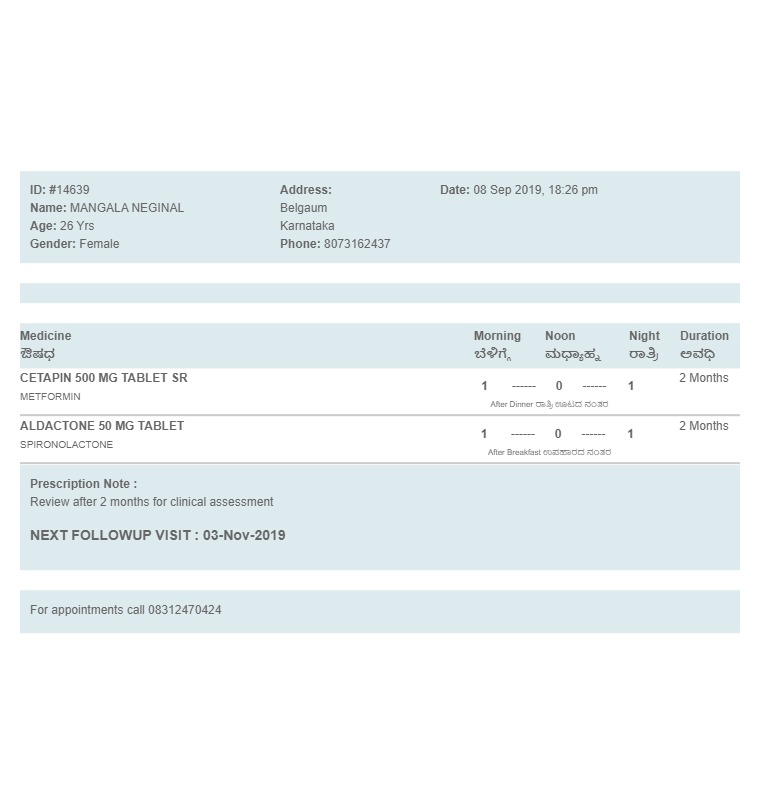 ID: #14639
Name: MANGALA NEGINAL
Age: 26 Yrs
Gender: Female
Address:
Belgaum
Karnataka
Phone: 8073162437
Date: 08 Sep 2019, 18:26 pm
Medicine Morning Noon Night Duration
ಔಷಧ ಬೆಳಿಗ್ಗೆ ಮಧ್ಯಾಹ್ನ ರಾತ್ರಿ ಅವಧಿ
CETAPIN 500 MG TABLET SR 1 ------ 0 ------ 1 2 Months
METFORMIN
After Dinner ರಾತ್ರಿ ಊಟದ ನಂತರ
ALDACTONE 50 MG TABLET 1 ------ 0 ------ 1 2 Months
SPIRONOLACTONE
After Breakfast ಉಪಹಾರದ ನಂತರ
Prescription Note :
Review after 2 months for clinical assessment
NEXT FOLLOWUP VISIT : 03-Nov-2019
For appointments call 08312470424